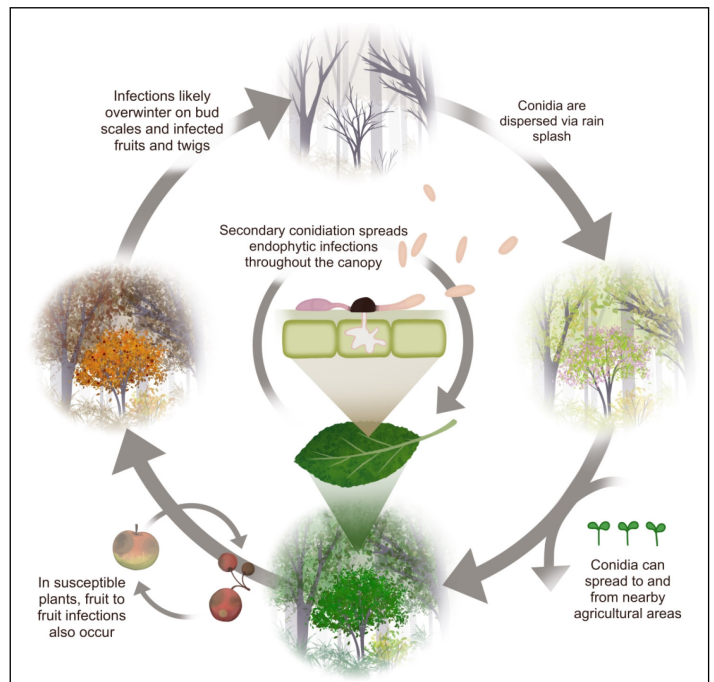 Infections likely
overwinter on bud
scales and infected
fruits and twigs
Conidia are
dispersed via rain
splash
Secondary conidiation spreads
endophytic infections
throughout the canopy
In susceptible
plants, fruit to
fruit infections
also occur
Conidia can
spread to and
from nearby
agricultural areas